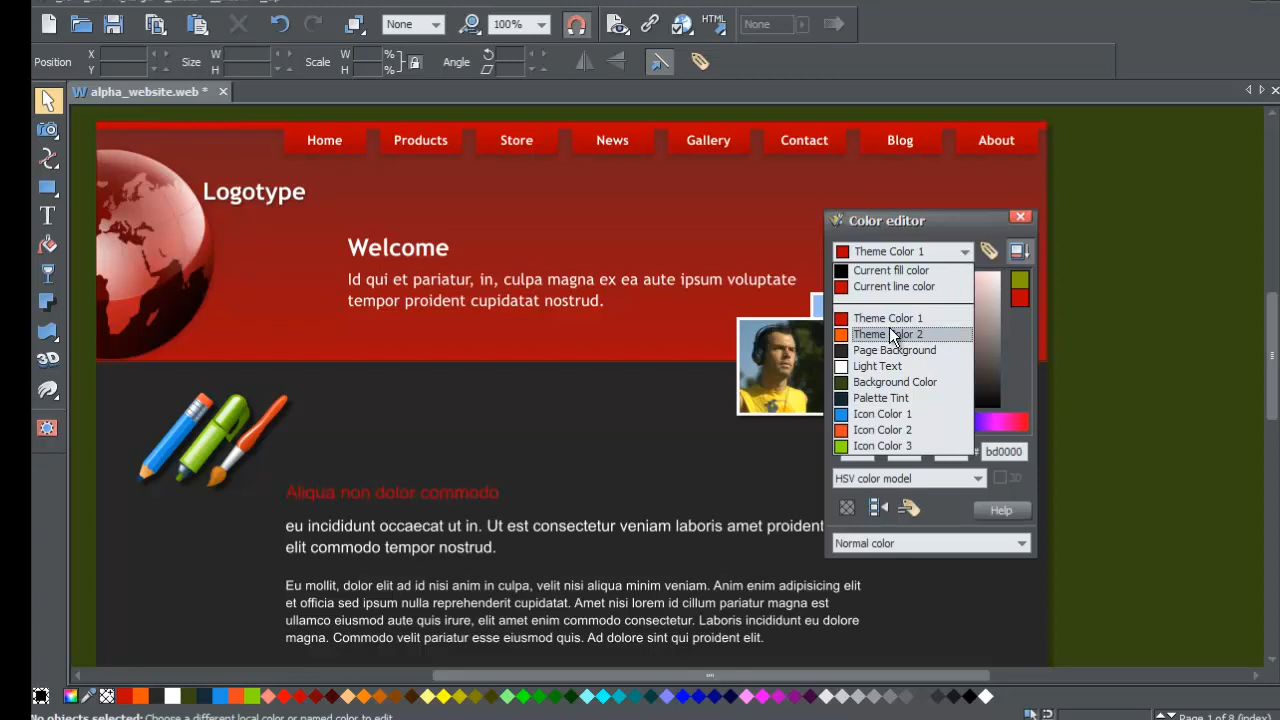 None
100%
HTML
None
Position
X
Y
Size
W
H
Scale
W
H
%
%
Angle
alpha_website.web *
Home
Products
Store
News
Gallery
Contact
Blog
About
Logotype
Welcome
Id qui et pariatur, in, culpa magna ex ea aute ipsum voluptate
tempor proident cupidatat nostrud.
Color editor
Theme Color 1
Current fill color
Current line color
Theme Color 1
Theme Color 2
Page Background
Light Text
Background Color
Palette Tint
Icon Color 1
Icon Color 2
Icon Color 3
bd0000
HSV color model
3D
Help
Normal color
3D
Aliqua non dolor commodo
eu incididunt occaecat ut in. Ut est consectetur veniam laboris amet proident
elit commodo tempor nostrud.
Eu mollit, dolor elit ad id nisi anim in culpa, velit nisi aliqua minim veniam. Anim enim adipisicing elit
et officia sed ipsum nulla reprehenderit cupidatat. Amet nisi lorem id cillum pariatur magna est
ullamco eiusmod aute quis irure, elit amet enim commodo consectetur. Laboris incididunt eu dolore
magna. Commodo velit pariatur esse eiusmod quis. Ad dolore sint qui proident elit.
No objects selected: Choose a different local color or named color to edit
Page 1 of 8 (index)